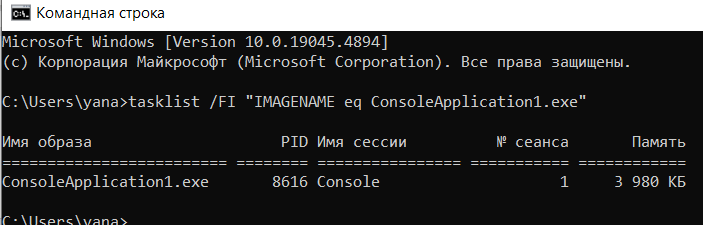 Командная строка
Microsoft Windows [Version 10.0.19045.4894]
(c) Корпорация Майкрософт (Microsoft Corporation). Все права защищены.
C:\Users\yana>tasklist /FI "IMAGENAME eq ConsoleApplication1.exe"
Имя образа                     PID Имя сессии          № сеанса       Память
========================= ======== ================ =========== ============
ConsoleApplication1.exe       8616 Console                    1     3 980 КБ
C:\Users\yana>